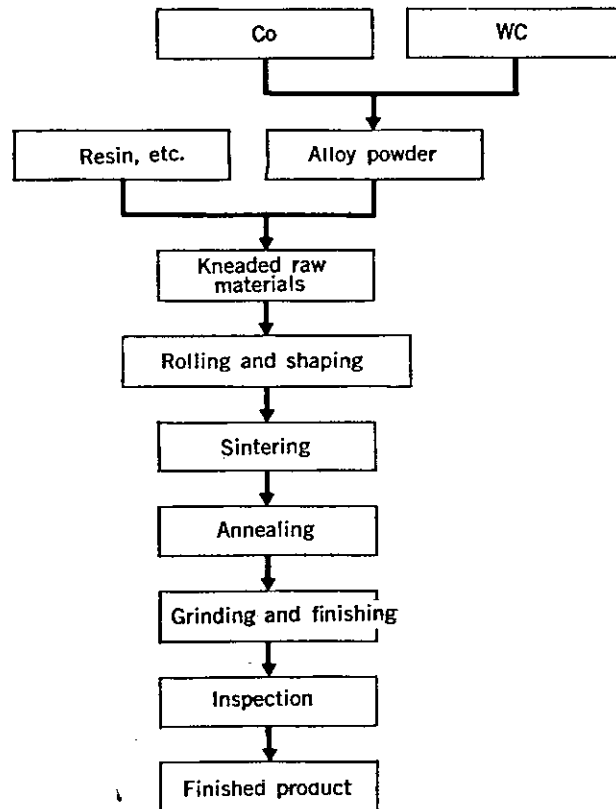 Co
WC
Resin, etc.
Alloy powder
Kneaded raw
materials
Rolling and shaping
Sintering
Annealing
Grinding and finishing
Inspection
Finished product